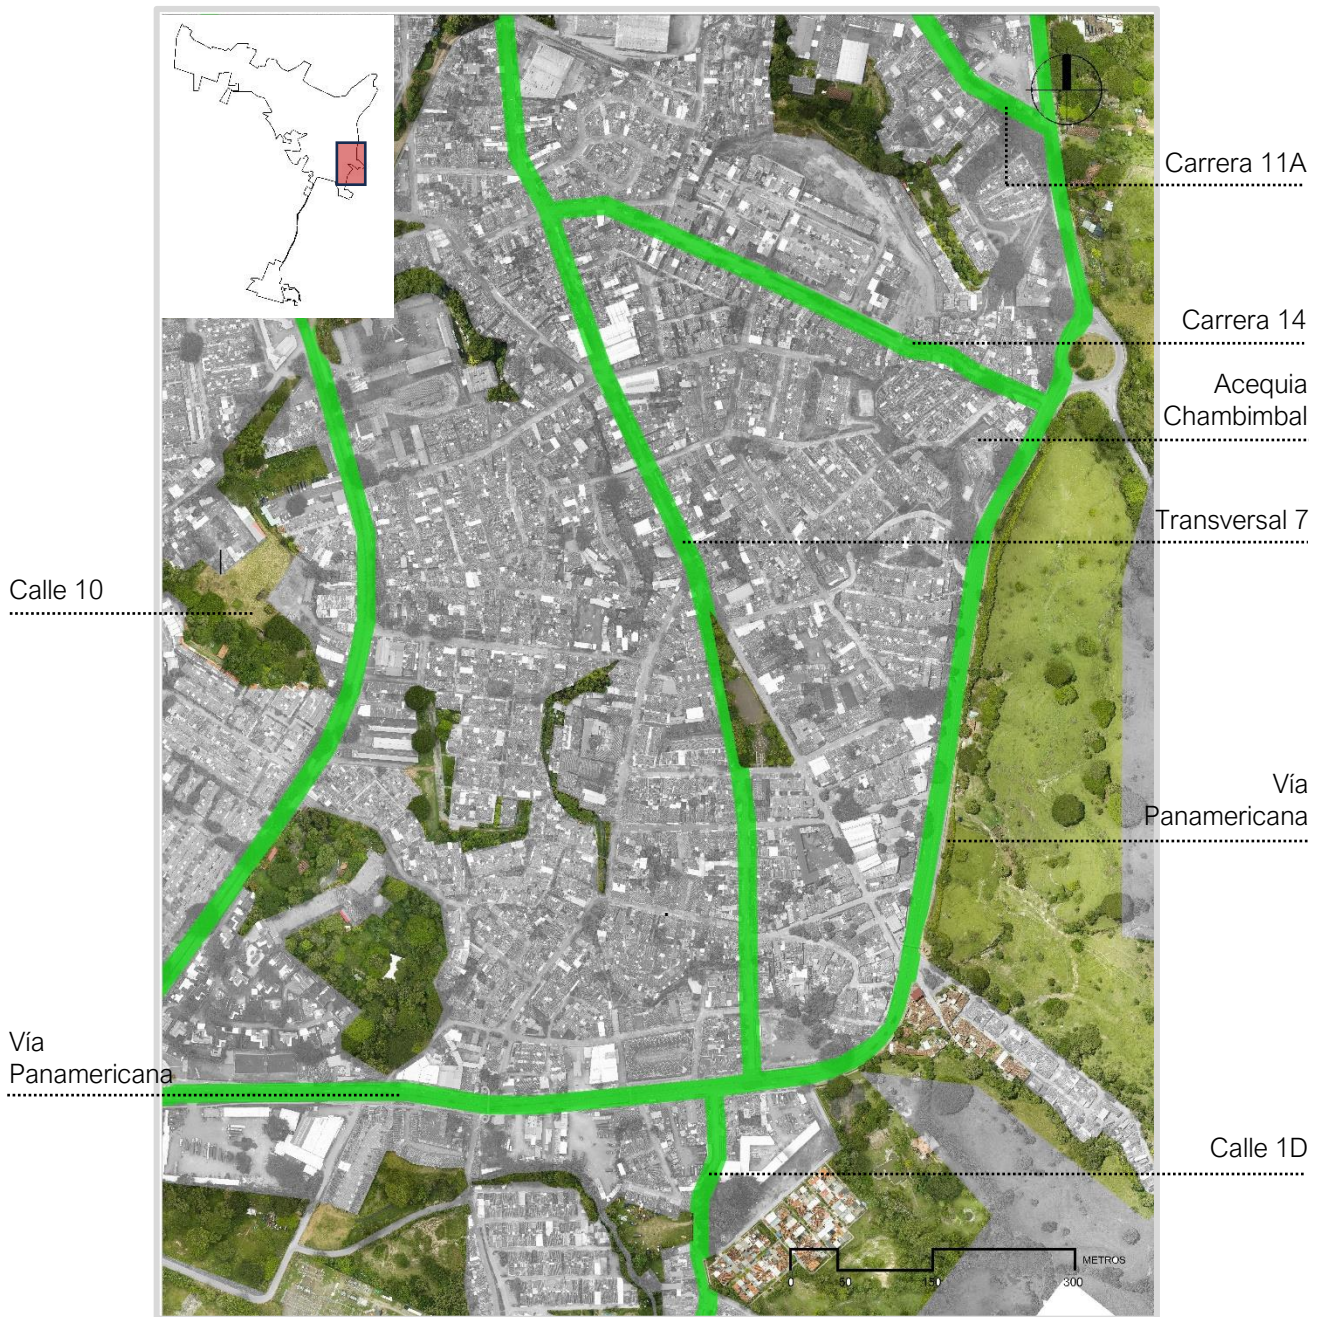 Carrera 11A
Carrera 14
Acequia
Chambimbal
Transversal 7
Calle 10
Vía
Panamericana
Vía
Panamericana
Calle 1D
METROS
0 50 150 300